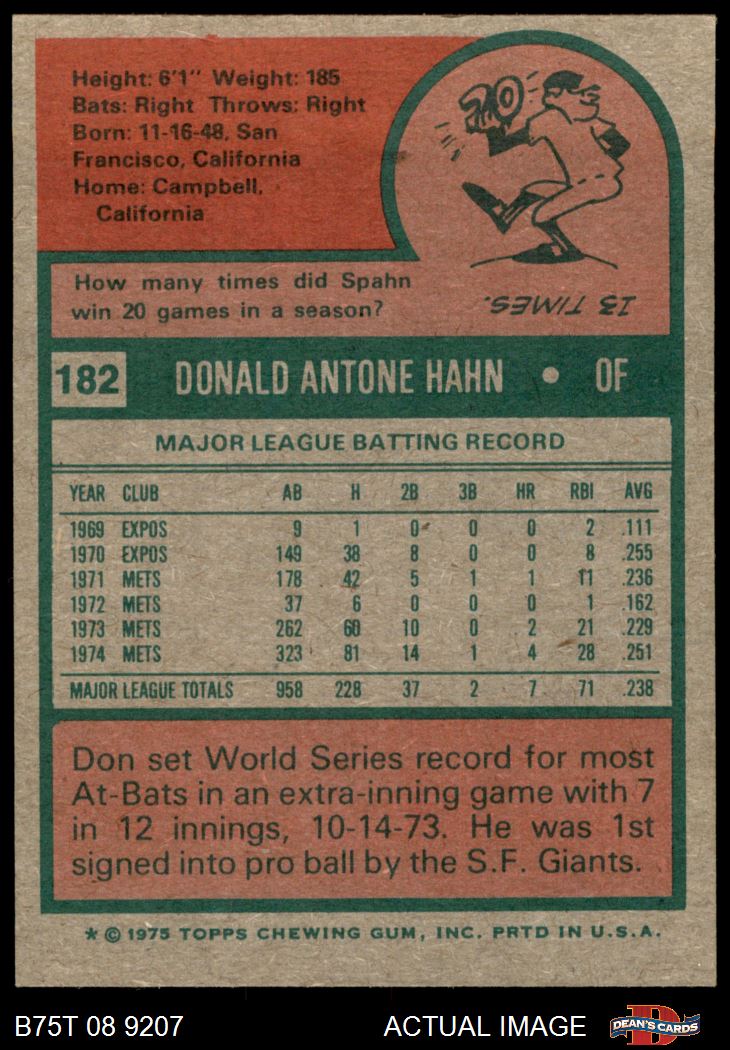 Height: 6'1" Weight: 185
Bats: Right Throws: Right
Born: 11-16-48, San
Francisco, California
Home: Campbell,
California
20
How many times did Spahn
win 20 games in a season?
13 TIMES.
182 DONALD ANTONE HAHN • OF
MAJOR LEAGUE BATTING RECORD
YEAR CLUB AB H 2B 3B HR RBI AVG
1969 EXPOS 9 1 0 0 0 2 .111
1970 EXPOS 149 38 8 0 0 8 .255
1971 METS 178 42 5 1 1 11 .236
1972 METS 37 6 0 0 0 1 .162
1973 METS 262 60 10 0 2 21 .229
1974 METS 323 81 14 1 4 28 .251
MAJOR LEAGUE TOTALS 958 228 37 2 7 71 .238
Don set World Series record for most
At-Bats in an extra-inning game with 7
in 12 innings, 10-14-73. He was 1st
signed into pro ball by the S.F. Giants.
* © 1975 TOPPS CHEWING GUM, INC. PRTD IN U.S.A.
B75T 08 9207 ACTUAL IMAGE DEAN'S CARDS